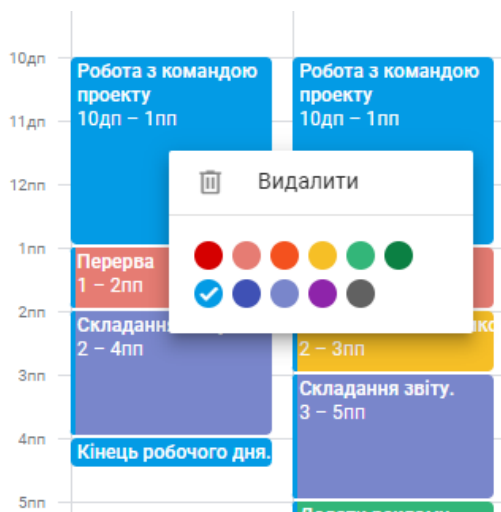 10дп
11дп
12пп
1пп
2пп
3пп
4пп
5пп
Робота з командою
проекту
10дп – 1пп
Перерва
1 – 2пп
Складання
2 – 4пп
Кінець робочого дня.
Робота з командою
проекту
10дп – 1пп
2 – 3пп
Складання звіту.
3 – 5пп
Видалити